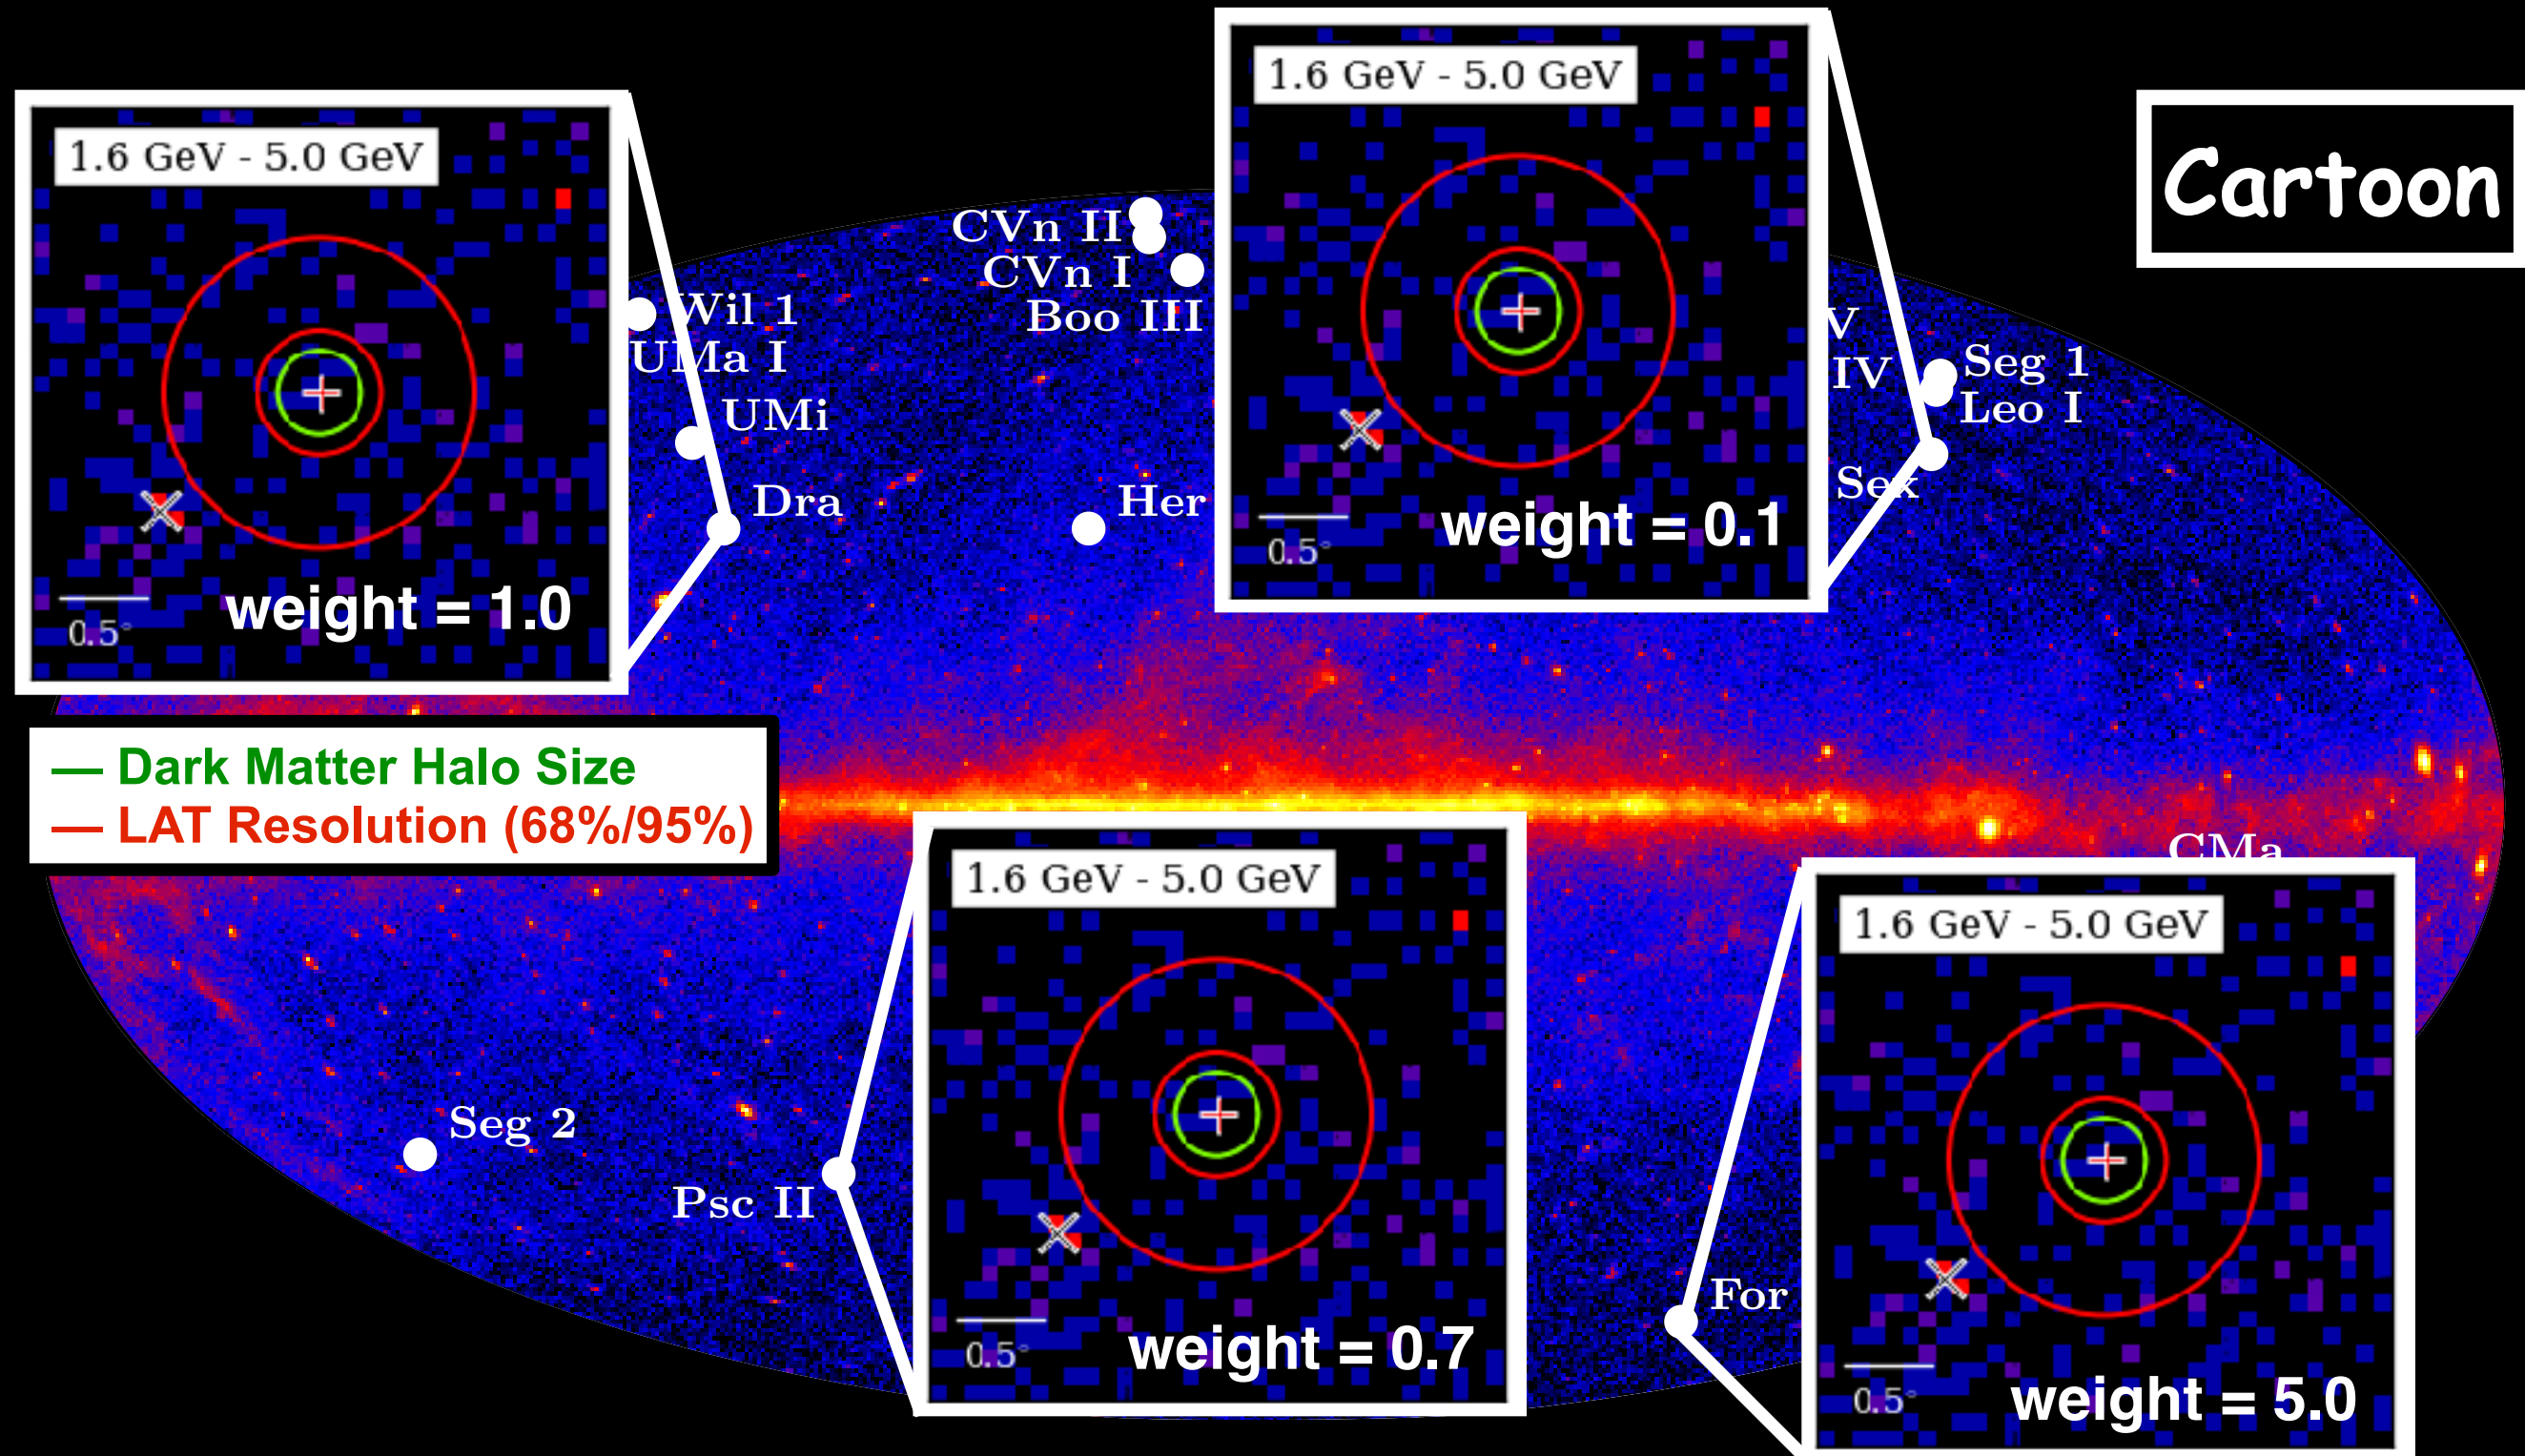 1.6 GeV - 5.0 GeV
weight = 1.0
0.5°
1.6 GeV - 5.0 GeV
weight = 0.1
0.5°
Cartoon
CVn II
CVn I
Boo III
Wil 1
UMa I
UMi
Dra
Her
V
IV
Seg 1
Leo I
Sex
— Dark Matter Halo Size
— LAT Resolution (68%/95%)
CMa
1.6 GeV - 5.0 GeV
weight = 0.7
0.5°
1.6 GeV - 5.0 GeV
weight = 5.0
0.5°
Seg 2
Psc II
For